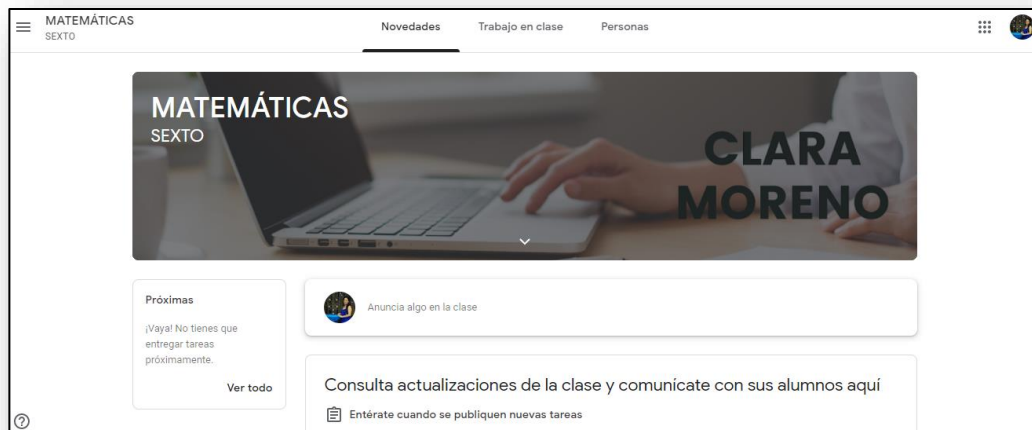 MATEMÁTICAS
SEXTO
Novedades
Trabajo en clase
Personas
MATEMÁTICAS
SEXTO
CLARA
MORENO
Próximas
¡Vaya! No tienes que
entregar tareas
próximamente.
Ver todo
Anuncia algo en la clase
Consulta actualizaciones de la clase y comunícate con sus alumnos aquí
Entérate cuando se publiquen nuevas tareas